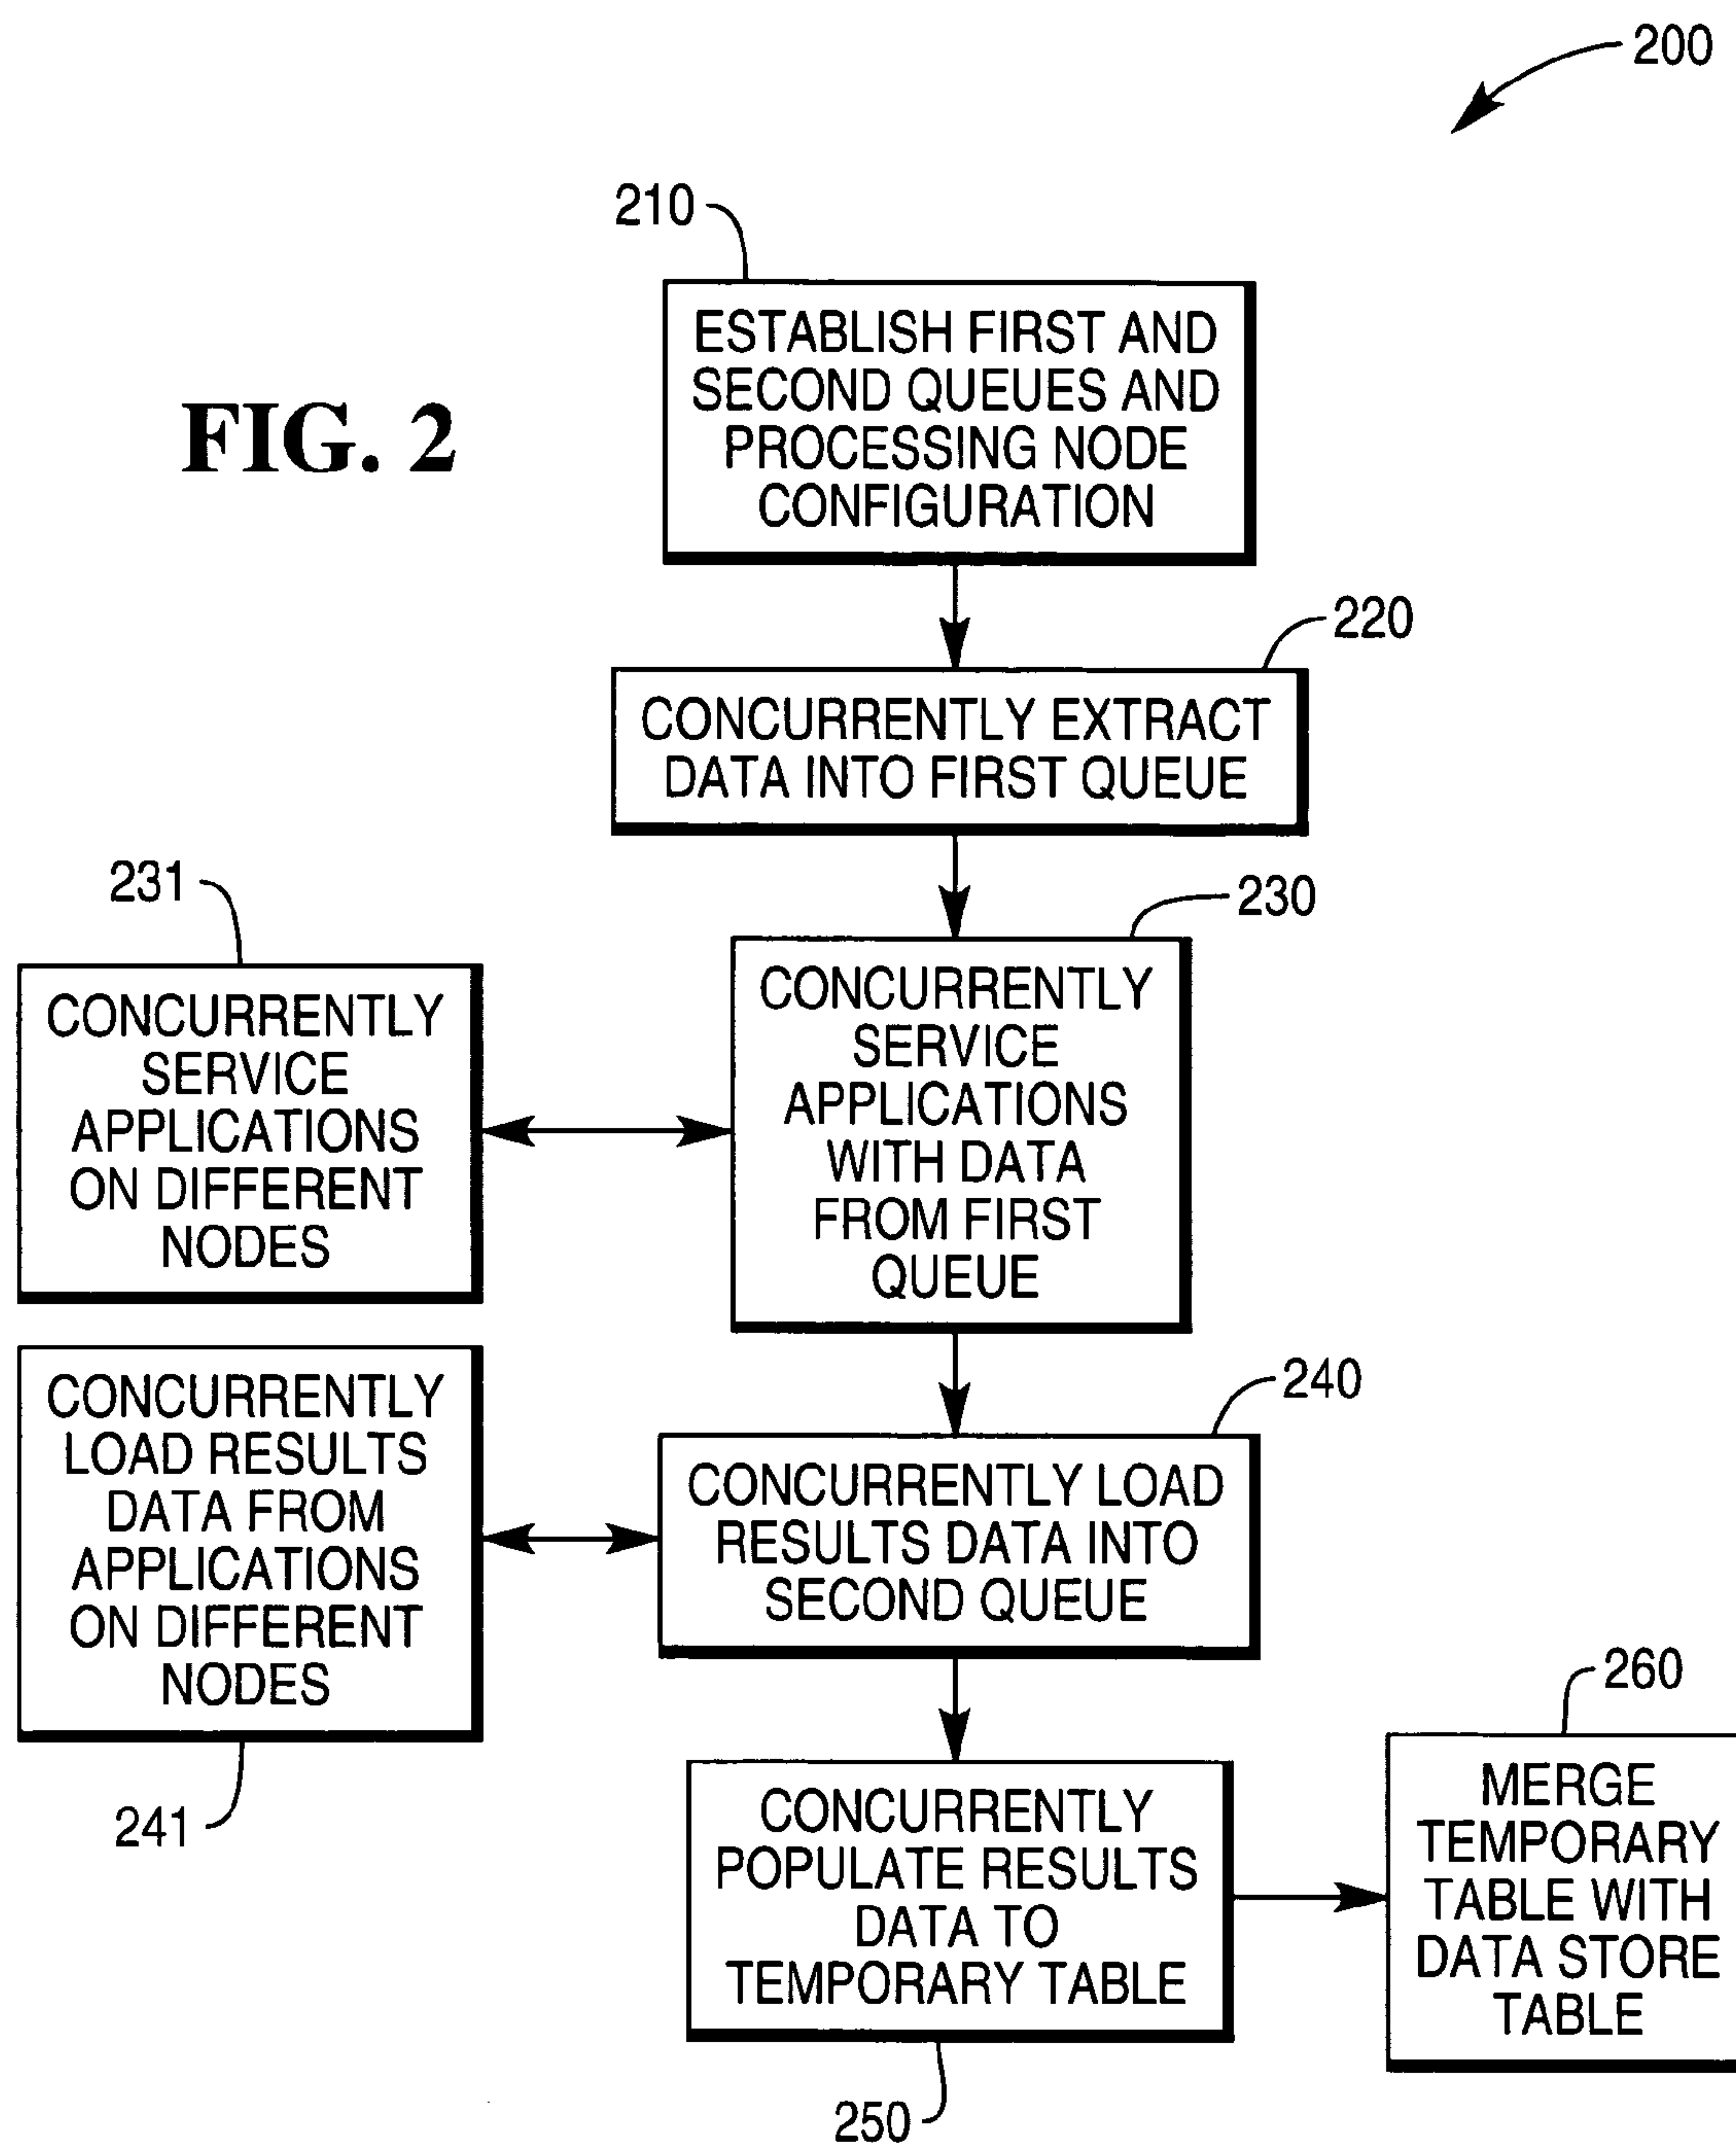 200
210
ESTABLISH FIRST AND
SECOND QUEUES AND
PROCESSING NODE
CONFIGURATION
FIG. 2
220
CONCURRENTLY EXTRACT
DATA INTO FIRST QUEUE
231
230
CONCURRENTLY
SERVICE
APPLICATIONS
ON DIFFERENT
NODES
CONCURRENTLY
SERVICE
APPLICATIONS
WITH DATA
FROM FIRST
QUEUE
CONCURRENTLY
LOAD RESULTS
DATA FROM
APPLICATIONS
ON DIFFERENT
NODES
241
240
CONCURRENTLY LOAD
RESULTS DATA INTO
SECOND QUEUE
CONCURRENTLY
POPULATE RESULTS
DATA TO
TEMPORARY TABLE
250
260
MERGE
TEMPORARY
TABLE WITH
DATA STORE
TABLE